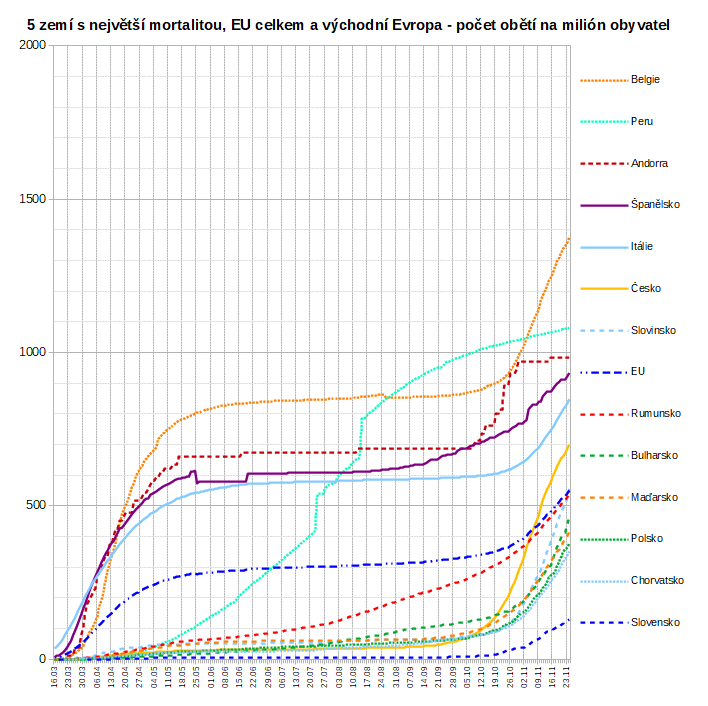 5 zemí s největší mortalitou, EU celkem a východní Evropa - počet obětí na milión obyvatel
2000
1500
1000
500
0
Belgie
Peru
Andorra
Španělsko
Itálie
Česko
Slovinsko
EU
Rumunsko
Bulharsko
Maďarsko
Polsko
Chorvatsko
Slovensko
16.03
23.03
30.03
06.04
13.04
20.04
27.04
04.05
11.05
18.05
25.05
01.06
08.06
15.06
22.06
29.06
06.07
13.07
20.07
27.07
03.08
10.08
17.08
24.08
31.08
07.09
14.09
21.09
28.09
05.10
12.10
19.10
26.10
02.11
09.11
16.11
23.11